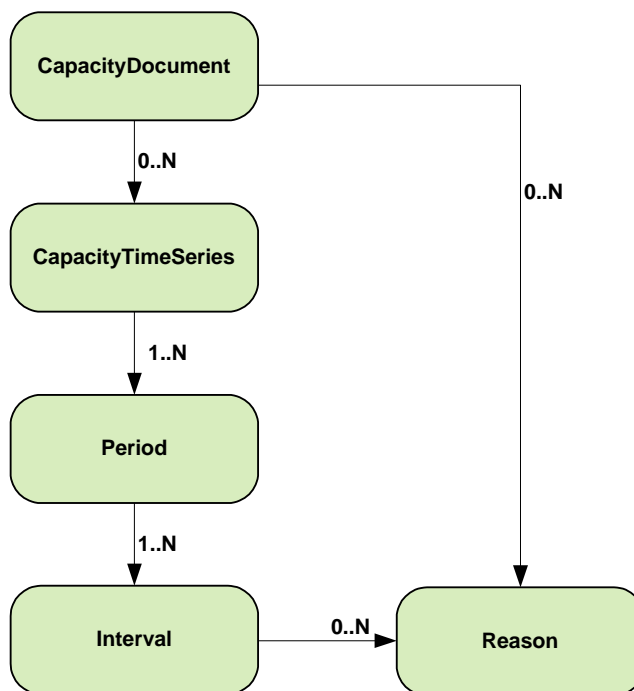 CapacityDocument
0..N
0..N
CapacityTimeSeries
1..N
Period
1..N
Interval
0..N
Reason